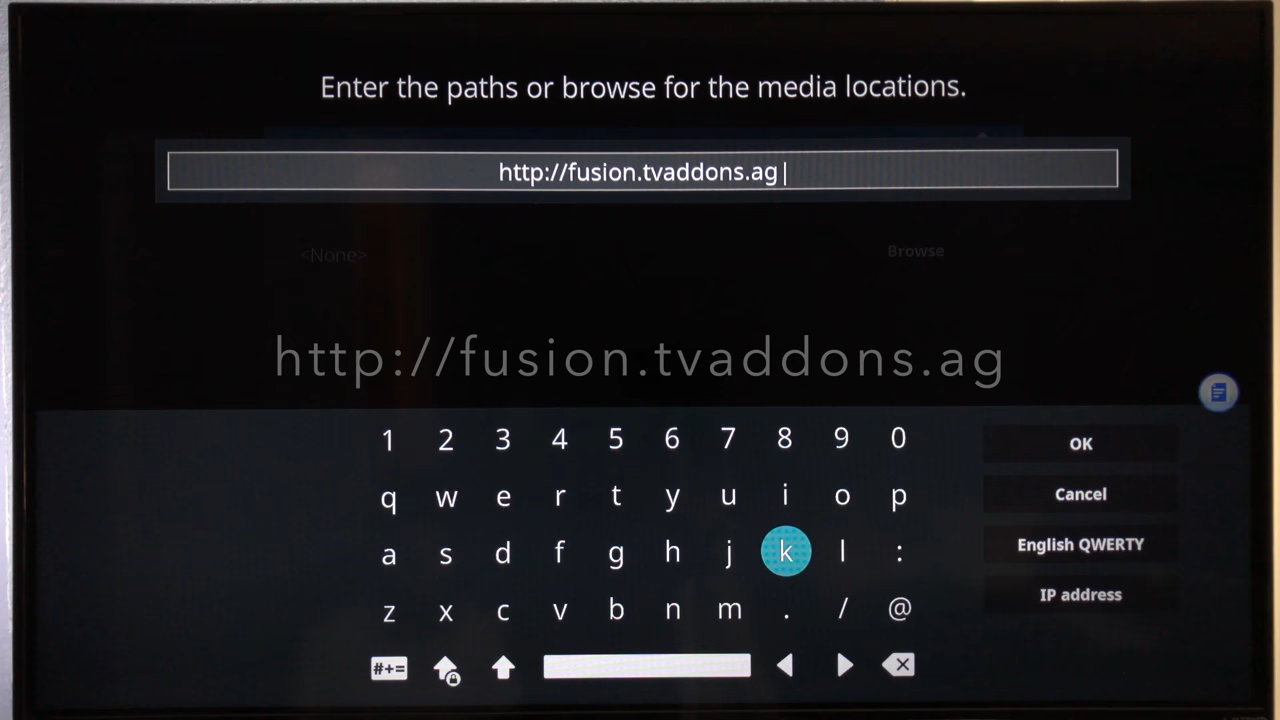 Enter the paths or browse for the media locations.
http://fusion.tvaddons.ag
<None>
Browse
http://fusion.tvaddons.ag
1 2 3 4 5 6 7 8 9 0
OK
q w e r t y u i o p
Cancel
a s d f g h j k l :
English QWERTY
z x c v b n m . / @
IP address
#+=